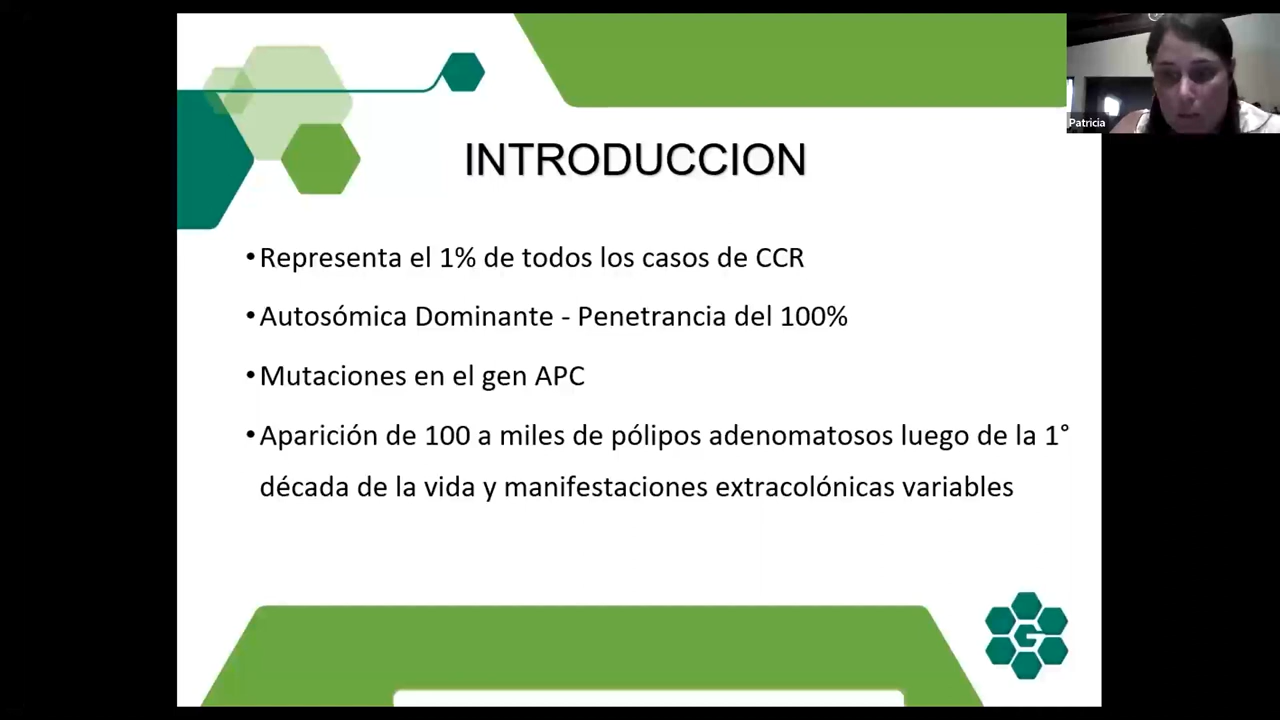 Patricia
INTRODUCCION
•Representa el 1% de todos los casos de CCR
•Autosómica Dominante - Penetrancia del 100%
•Mutaciones en el gen APC
•Aparición de 100 a miles de pólipos adenomatosos luego de la 1°
década de la vida y manifestaciones extracolónicas variables
G